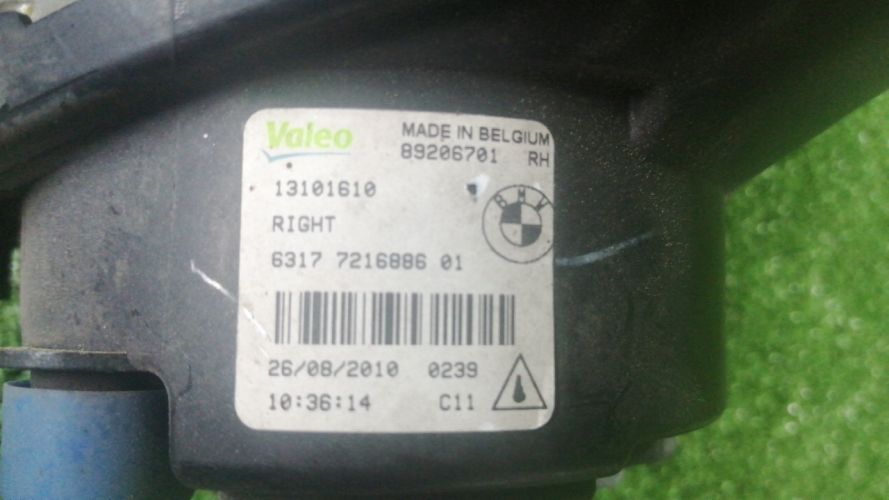 Valeo
MADE IN BELGIUM
89206701 RH
13101610
BMW
RIGHT
6317 7216886 01
26/08/2010 0239
10:36:14 C11